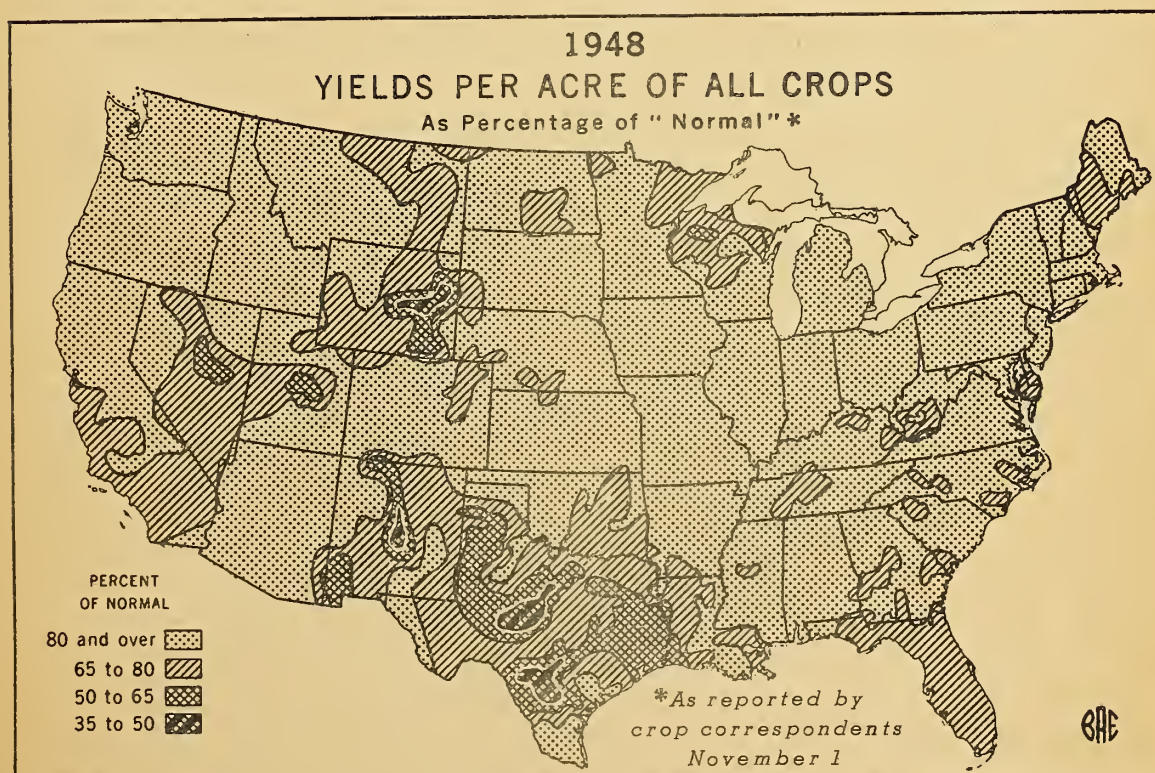 1948
YIELDS PER ACRE OF ALL CROPS
As Percentage of "Normal"*
PERCENT
OF NORMAL
80 and over
65 to 80
50 to 65
35 to 50
*As reported by
crop correspondents
November 1
BAE